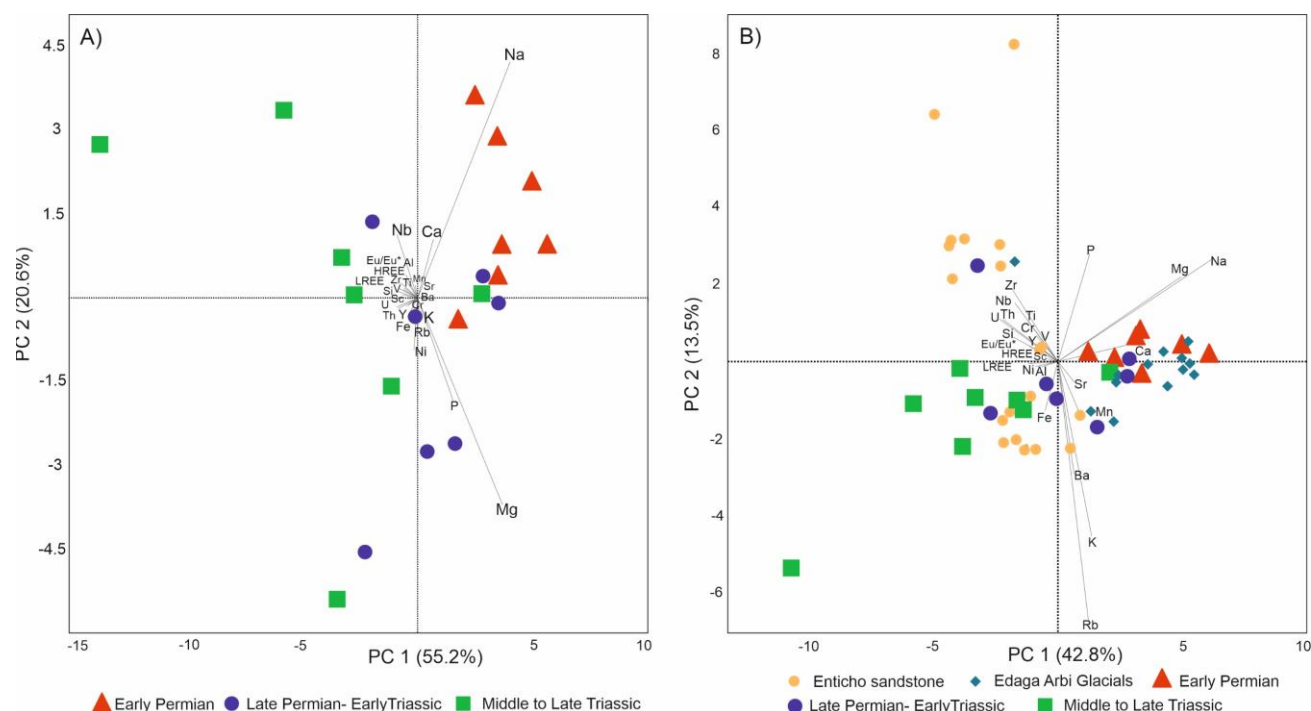 A)
4.5
3
1.5
-1.5
-3
-4.5
PC 2 (20.6%)
Na
Nb
Ca
Eu/Eu*
Al
HREE
Zr
Ti
Mn
Sr
LREE
Si
V
Ba
Sc
U
Cr
Th
Y
K
Fe
Rb
Ni
P
Mg
-15
-10
-5
0
5
10
PC 1 (55.2%)
Early Permian
Late Permian- EarlyTriassic
Middle to Late Triassic
B)
8
6
4
2
0
-2
-4
-6
PC 2 (13.5%)
P
Mg
Na
Zr
Nb
Th
Ti
U
Cr
Si
V
Y
Eu/Eu*
HREE
Sc
Ca
LREE
Ni
Al
Sr
Fe
Mn
Ba
K
Rb
-10
-5
0
5
10
PC 1 (42.8%)
Enticho sandstone
Edaga Arbi Glacials
Early Permian
Late Permian- EarlyTriassic
Middle to Late Triassic